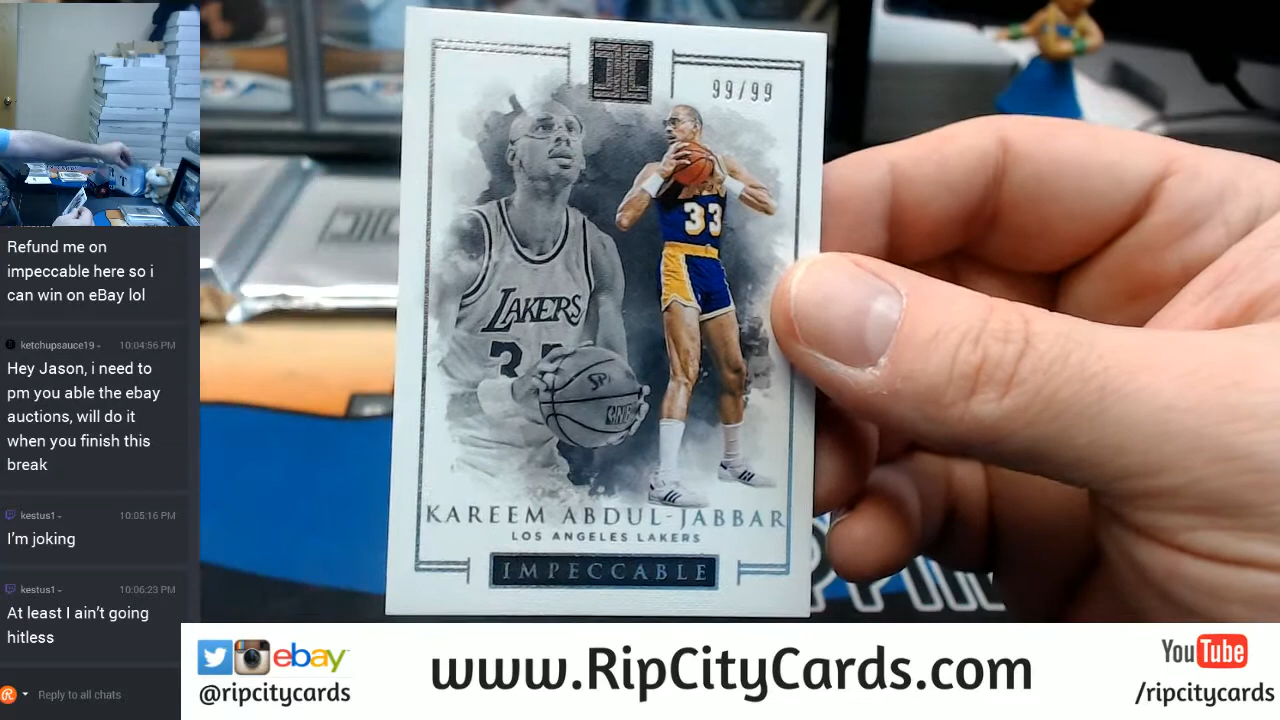 Refund me on
impeccable here so i
can win on eBay lol
ketchupsauce19 - 10:04:56 PM
Hey Jason, i need to
pm you able the ebay
auctions, will do it
when you finish this
break
kestus1 - 10:05:16 PM
I'm joking
kestus1 - 10:06:23 PM
At least I ain't going
hitless
Reply to all chats
99/99
33
LAKERS
KAREEM ABDUL-JABBAR
LOS ANGELES LAKERS
IMPECCABLE
ebay
@ripcitycards
www.RipCityCards.com
YouTube
/ripcitycards